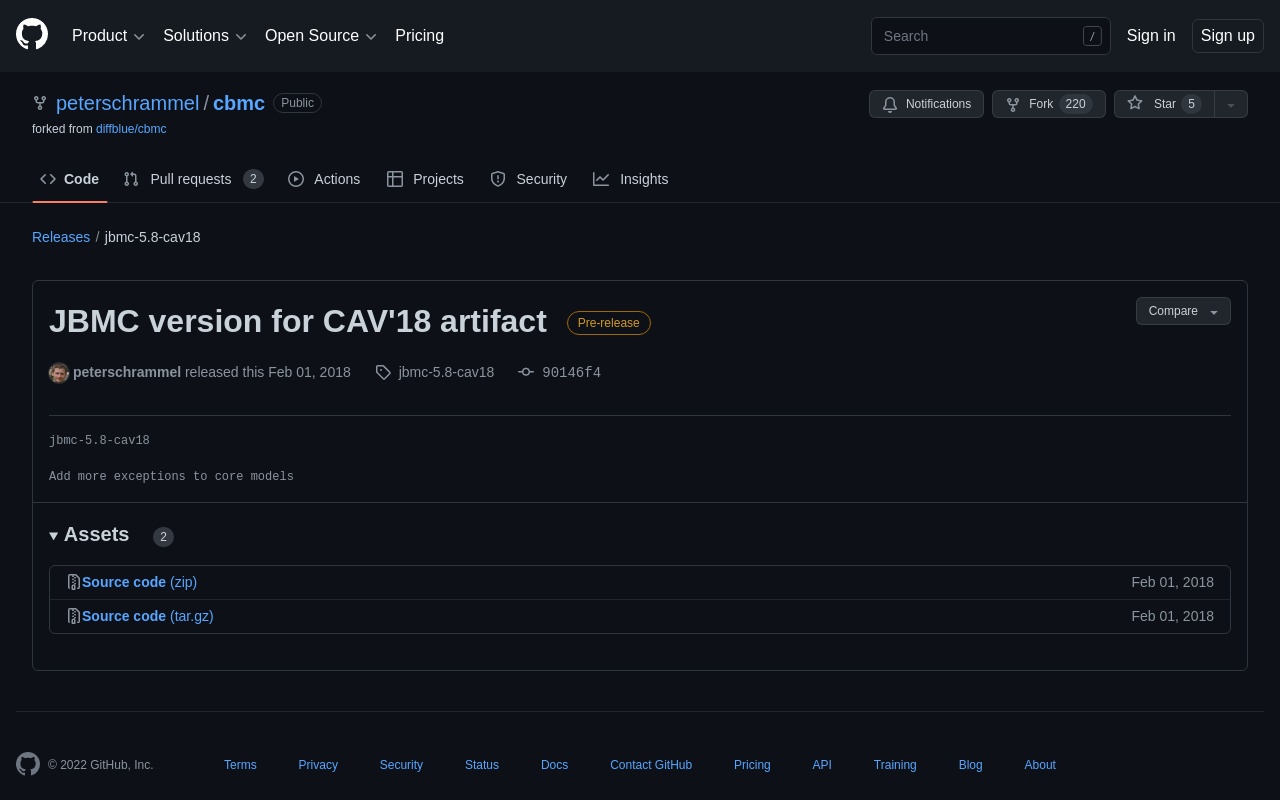 Product Solutions Open Source Pricing Search / Sign in Sign up
peterschrammel / cbmc Public Notifications Fork 220 Star 5
forked from diffblue/cbmc
Code Pull requests 2 Actions Projects Security Insights
Releases / jbmc-5.8-cav18
JBMC version for CAV'18 artifact Pre-release Compare
peterschrammel released this Feb 01, 2018 jbmc-5.8-cav18 90146f4
jbmc-5.8-cav18
Add more exceptions to core models
Assets 2
Source code (zip) Feb 01, 2018
Source code (tar.gz) Feb 01, 2018
© 2022 GitHub, Inc. Terms Privacy Security Status Docs Contact GitHub Pricing API Training Blog About